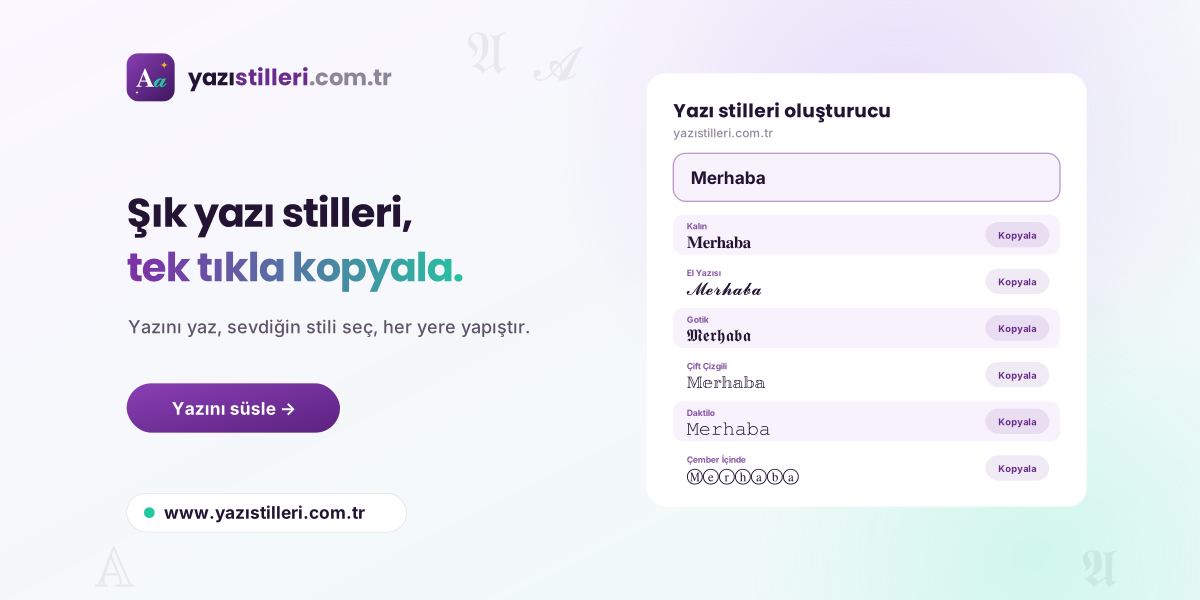 𝔄 𝒜
Aa
yazıstilleri.com.tr
Şık yazı stilleri,
tek tıkla kopyala.
Yazını yaz, sevdiğin stili seç, her yere yapıştır.
Yazını süsle →
www.yazıstilleri.com.tr
𝔸
Yazı stilleri oluşturucu
yazıstilleri.com.tr
Merhaba
Kalın
𝐌𝐞𝐫𝐡𝐚𝐛𝐚
Kopyala
El Yazısı
𝓜𝓮𝓻𝓱𝓪𝓫𝓪
Kopyala
Gotik
𝕸𝖊𝖗𝖍𝖆𝖇𝖆
Kopyala
Çift Çizgili
𝕄𝕖𝕣𝕙𝕒𝕓𝕒
Kopyala
Daktilo
𝙼𝚎𝚛𝚑𝚊𝚋𝚊
Kopyala
Çember İçinde
Ⓜⓔⓡⓗⓐⓑⓐ
Kopyala
𝕬